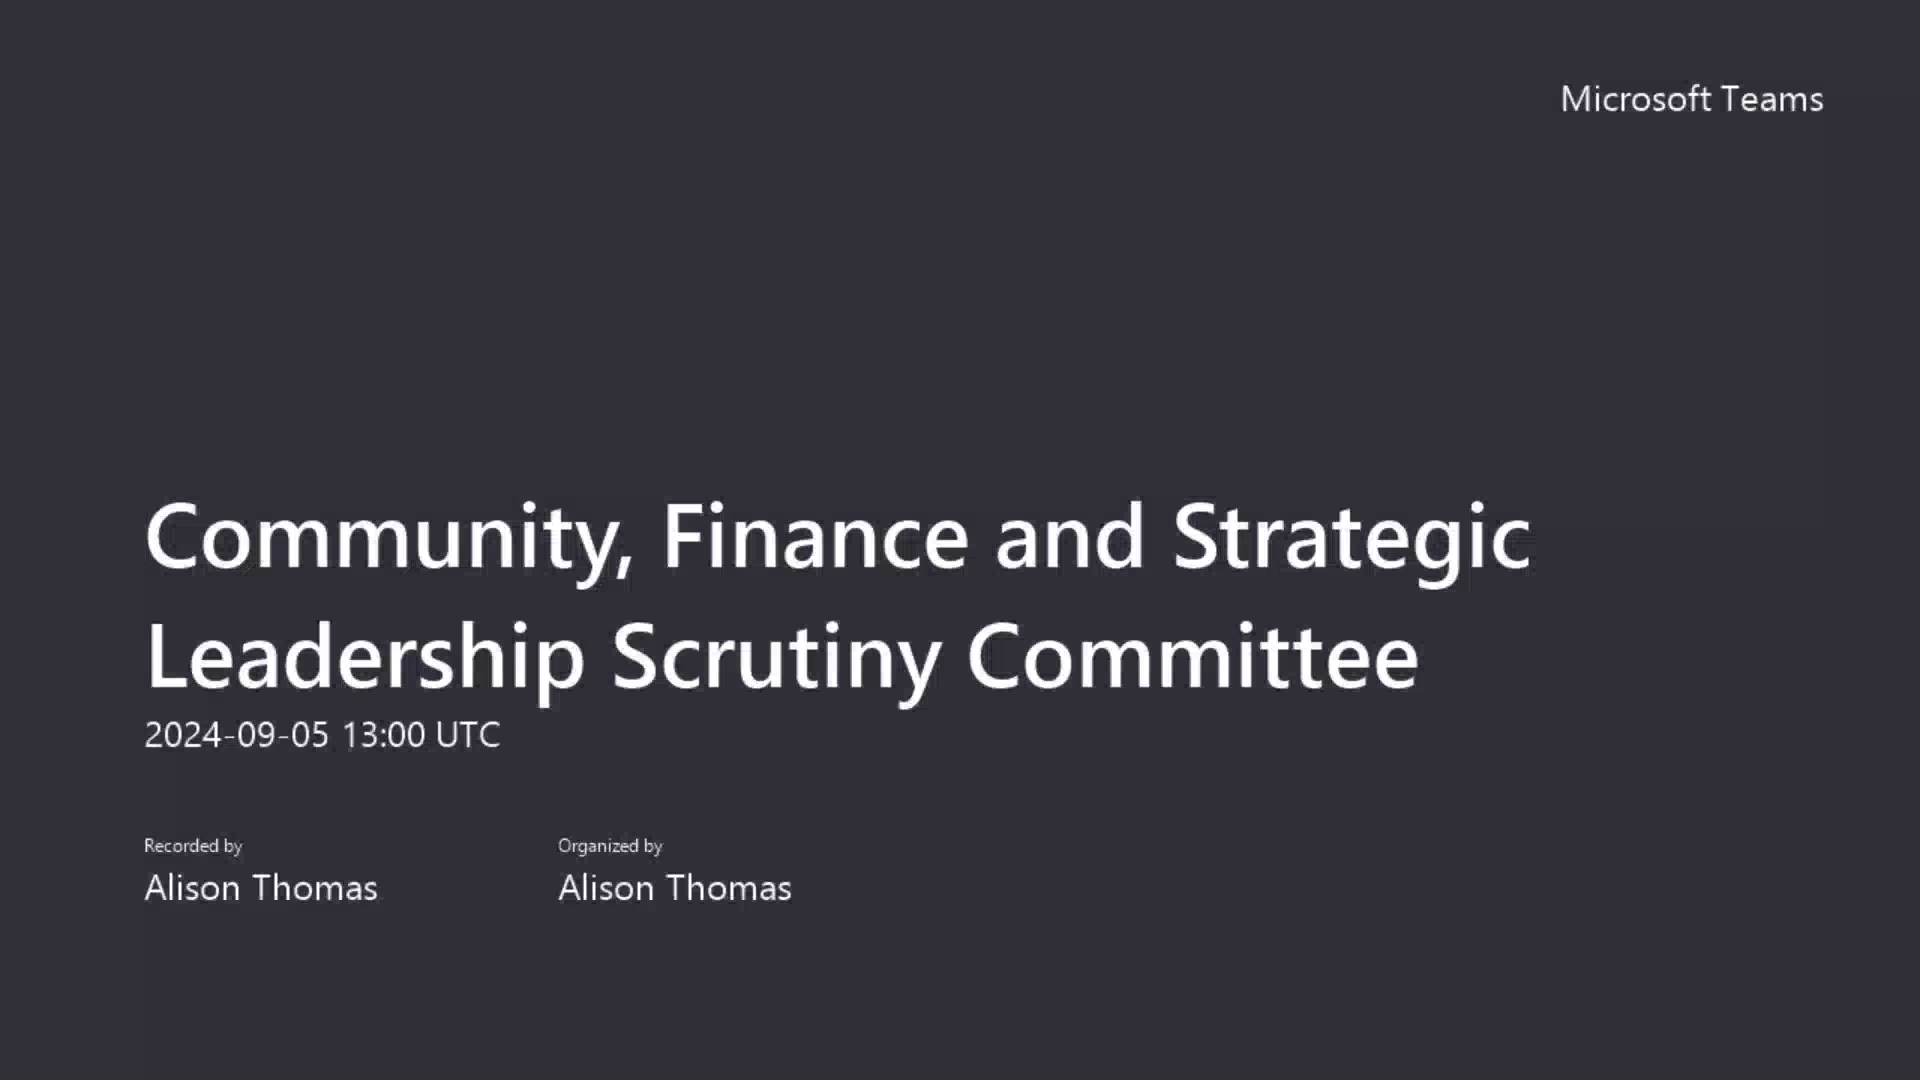 Microsoft Teams
Community, Finance and Strategic
Leadership Scrutiny Committee
2024-09-05 13:00 UTC
Recorded by
Alison Thomas
Organized by
Alison Thomas